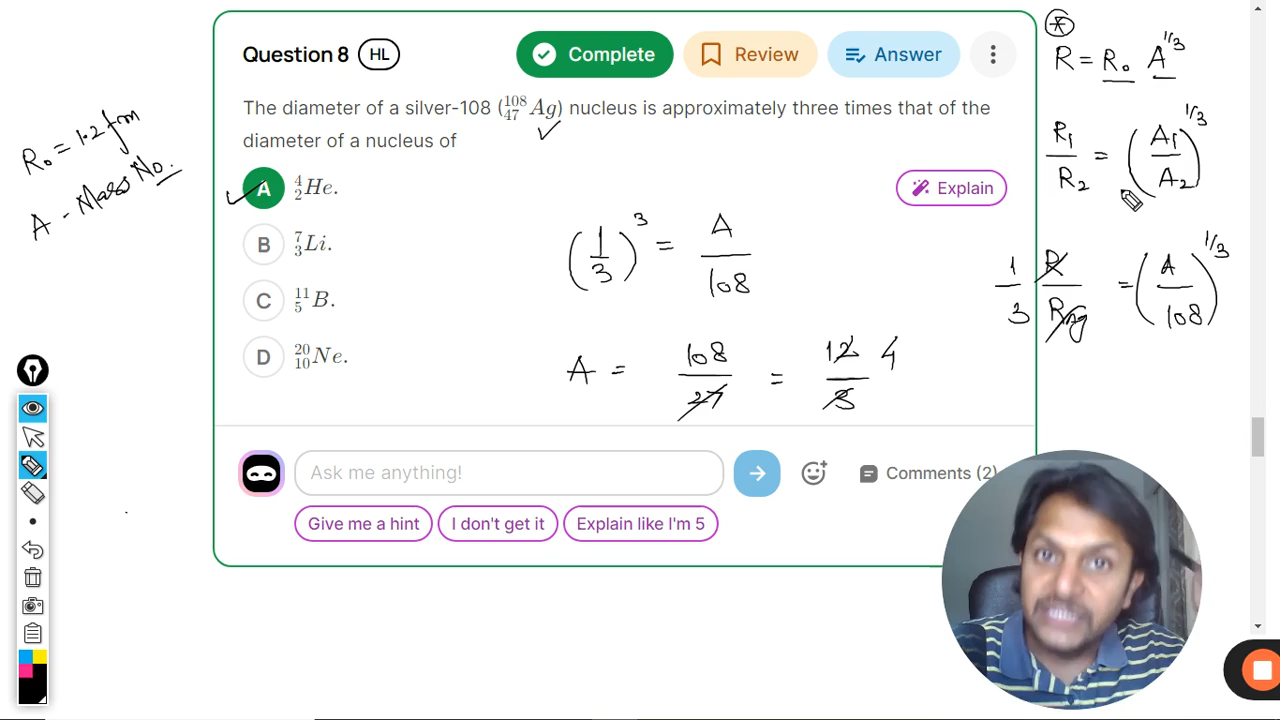 Question 8 HL Complete Review Answer
The diameter of a silver-108 (¹⁰⁸₄₇Ag) nucleus is approximately three times that of the
diameter of a nucleus of
A ⁴₂He.
Explain
B ⁷₃Li.
C ¹¹₅B.
D ²⁰₁₀Ne.
Ask me anything!
Comments (2)
Give me a hint I don't get it Explain like I'm 5
R₀ = 1.2 fm
A - Mass No.
(1/3)³ = A/108
A = 108/27 = 12/3 4
*
R = R₀ A^1/3
R₁/R₂ = (A₁/A₂)^1/3
1/3 R/R_Ag = (A/108)^1/3